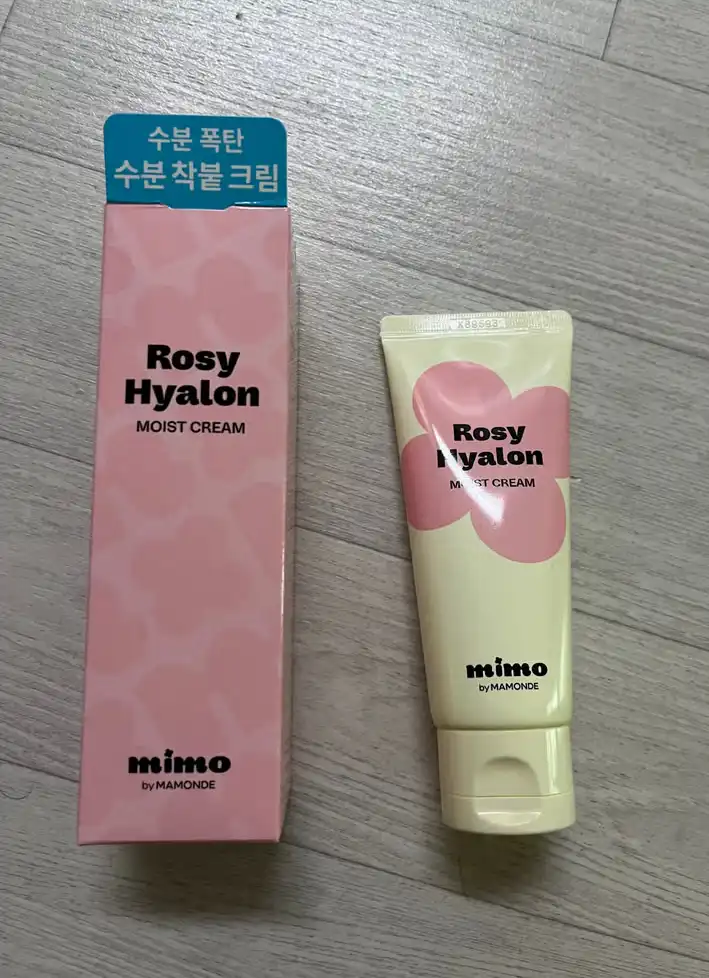 수분 폭탄
수분 착붙 크림
Rosy
Hyalon
MOIST CREAM
mimo
by MAMONDE
Rosy
Hyalon
MOIST CREAM
mimo
by MAMONDE